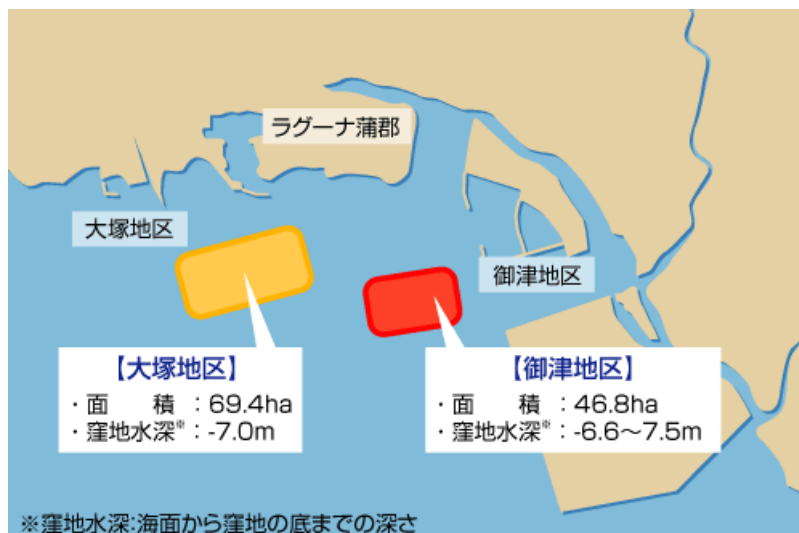 ラグーナ蒲郡
大塚地区
御津地区
【大塚地区】
・面　積：69.4ha
・窪地水深※：-7.0m
【御津地区】
・面　積：46.8ha
・窪地水深※：-6.6～7.5m
※窪地水深:海面から窪地の底までの深さ